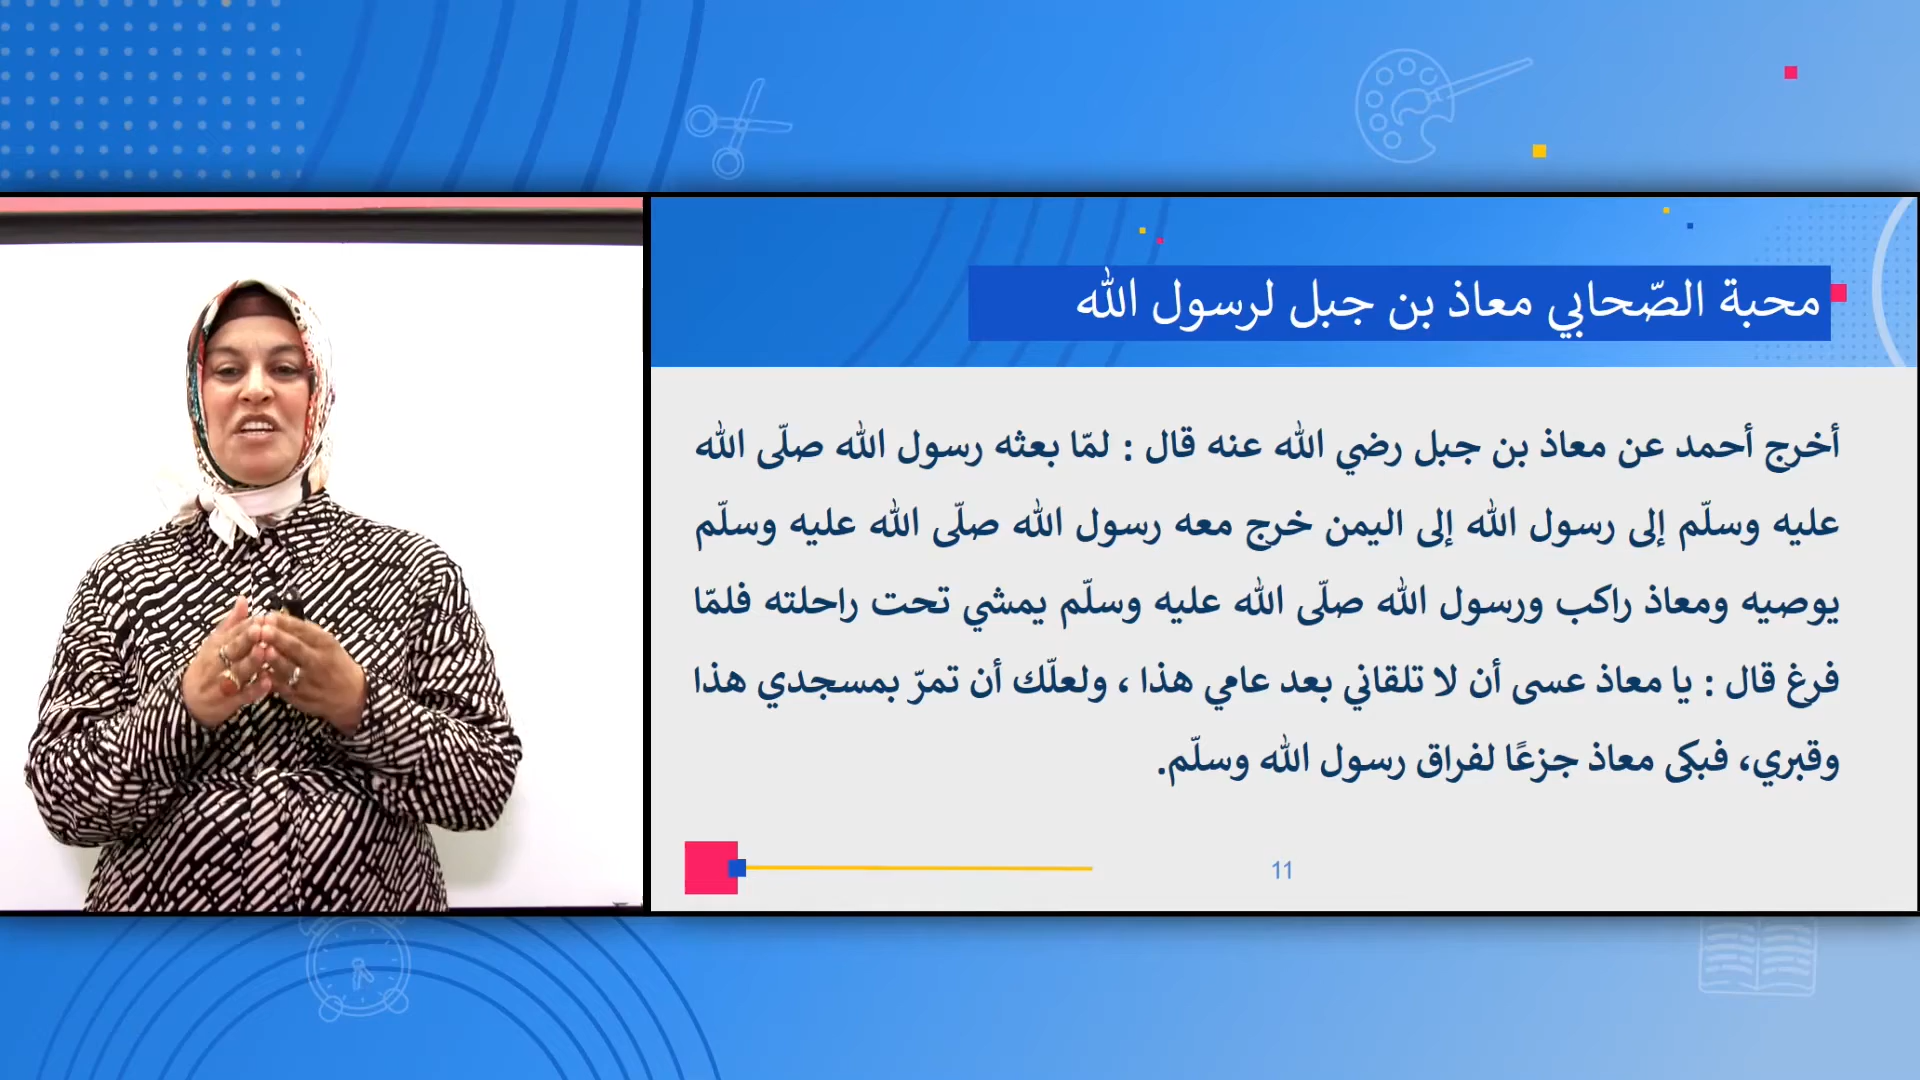 محبة الصّحابي معاذ بن جبل لرسول الله
أخرج أحمد عن معاذ بن جبل رضي الله عنه قال : لمّا بعثه رسول الله صلّى الله
عليه وسلّم إلى رسول الله إلى اليمن خرج معه رسول الله صلّى الله عليه وسلّم
يوصيه ومعاذ راكب ورسول الله صلّى الله عليه وسلّم يمشي تحت راحلته فلمّا
فرغ قال : يا معاذ عسى أن لا تلقاني بعد عامي هذا ، ولعلّك أن تمرّ بمسجدي هذا
وقبري، فبكى معاذ جزعًا لفراق رسول الله وسلّم.
11